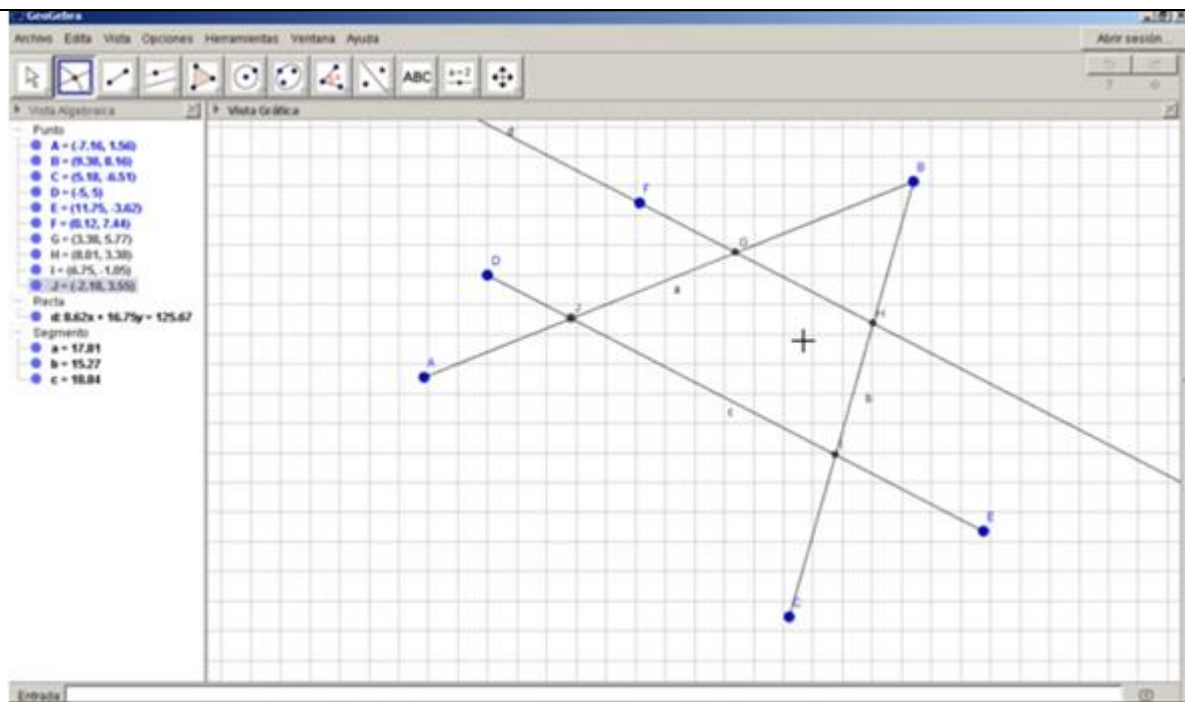 GeoGebra
Archivo Edita Vista Opciones Herramientas Ventana Ayuda
Abrir sesión...
ABC
a=2
Vista Algebraica
Vista Gráfica
Punto
A = (-7.16, 1.56)
B = (9.38, 8.16)
C = (5.18, -6.51)
D = (-5, 5)
E = (11.75, -3.62)
F = (0.12, 7.44)
G = (3.38, 5.77)
H = (8.01, 3.38)
I = (6.75, -1.05)
J = (-2.18, 3.55)
Recta
d: 8.62x + 16.75y = 125.67
Segmento
a = 17.81
b = 15.27
c = 18.84
d
F
B
G
D
a
J
H
A
b
c
I
E
C
Entrada